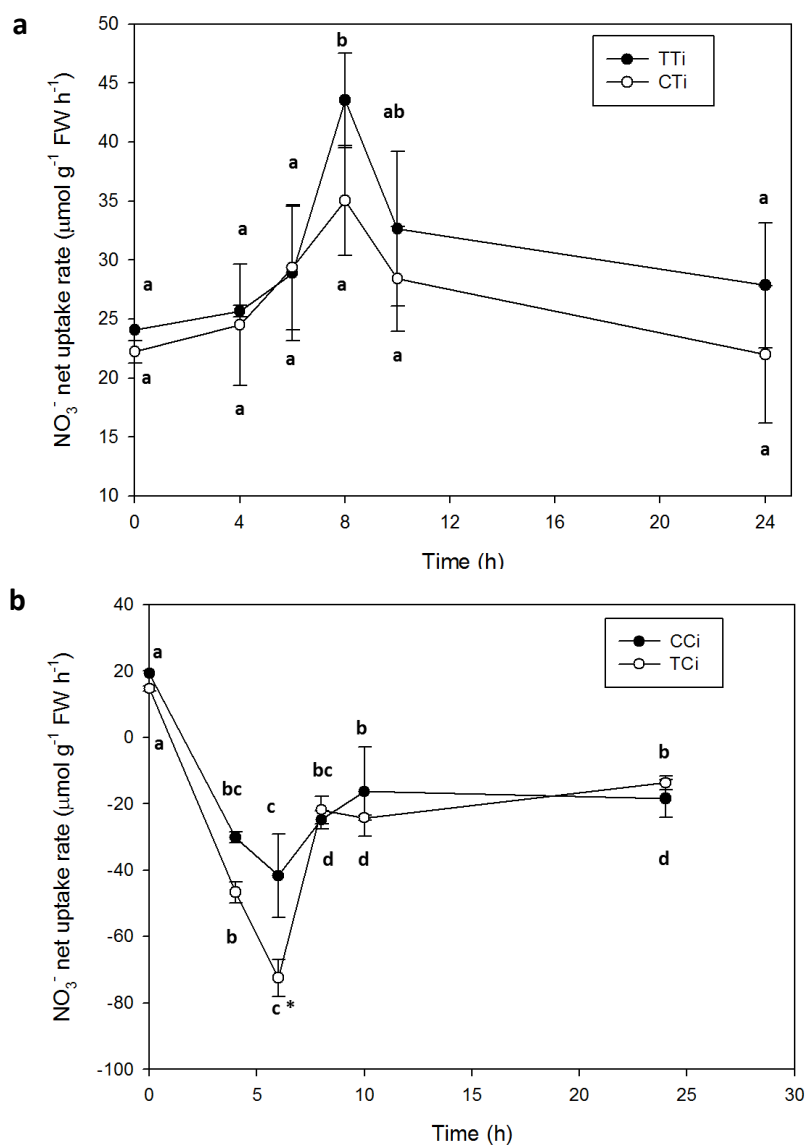 a
50
45
40
35
30
25
20
15
10
NO₃⁻ net uptake rate (μmol g⁻¹ FW h⁻¹)
TTi
CTi
b
ab
a
a
a
a
a
a
a
a
a
a
0 4 8 12 16 20 24
Time (h)
b
40
20
0
-20
-40
-60
-80
-100
NO₃⁻ net uptake rate (μmol g⁻¹ FW h⁻¹)
CCi
TCi
a
a
bc
c
bc
b
b
b
d
d
d
c *
0 5 10 15 20 25 30
Time (h)